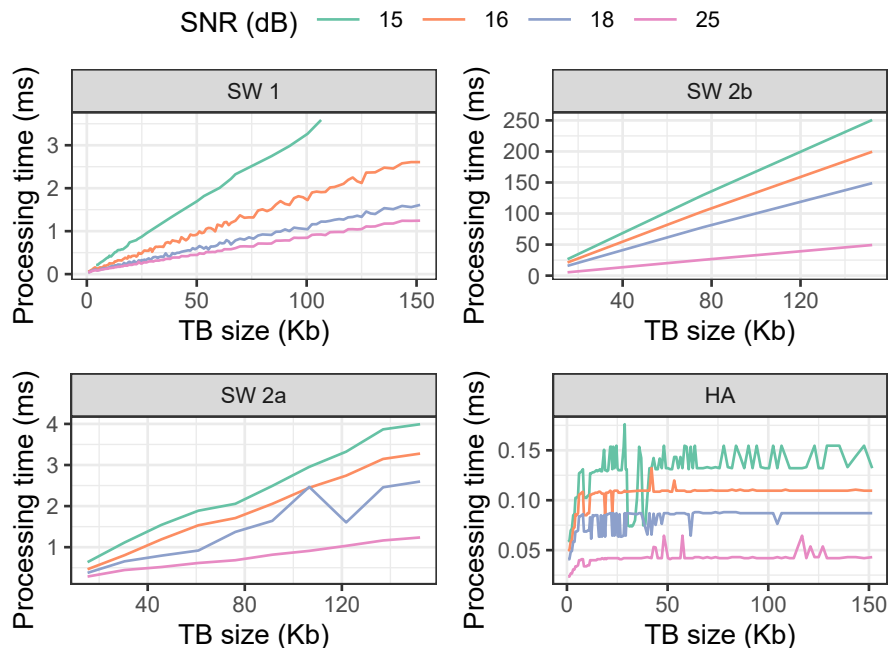 SNR (dB) 15 16 18 25
SW 1
Processing time (ms)
3
2
1
0
0 50 100 150
TB size (Kb)
SW 2b
Processing time (ms)
250
200
150
100
50
0
40 80 120
TB size (Kb)
SW 2a
Processing time (ms)
4
3
2
1
40 80 120
TB size (Kb)
HA
Processing time (ms)
0.15
0.10
0.05
0 50 100 150
TB size (Kb)